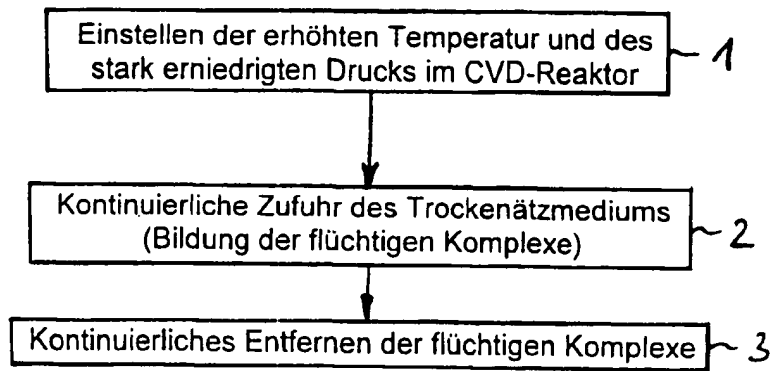 Einstellen der erhöhten Temperatur und des
stark erniedrigten Drucks im CVD-Reaktor
1
Kontinuierliche Zufuhr des Trockenätzmediums
(Bildung der flüchtigen Komplexe)
2
Kontinuierliches Entfernen der flüchtigen Komplexe
3